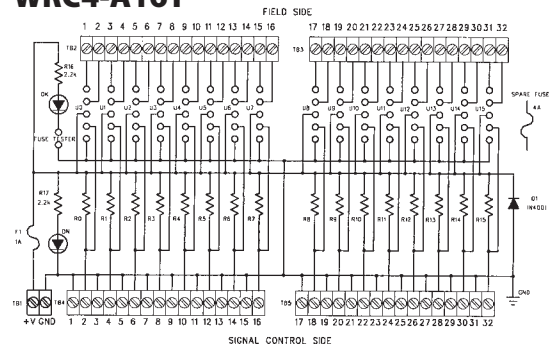 WRC4-A16T
FIELD SIDE
1 2 3 4 5 6 7 8 9 10 11 12 13 14 15 16
17 18 19 20 21 22 23 24 25 26 27 28 29 30 31 32
TB2
TB3
R16
2.2k
OK
FUSE TESTER
U0 U1 U2 U3 U4 U5 U6 U7
U8 U9 U10 U11 U12 U13 U14 U15
SPARE FUSE
4A
R17
2.2k
ON
F1
1A
R0 R1 R2 R3 R4 R5 R6 R7
R8 R9 R10 R11 R12 R13 R14 R15
D1
IN4001
GND
TB1
+V GND
TB4
1 2 3 4 5 6 7 8 9 10 11 12 13 14 15 16
TB5
17 18 19 20 21 22 23 24 25 26 27 28 29 30 31 32
SIGNAL CONTROL SIDE